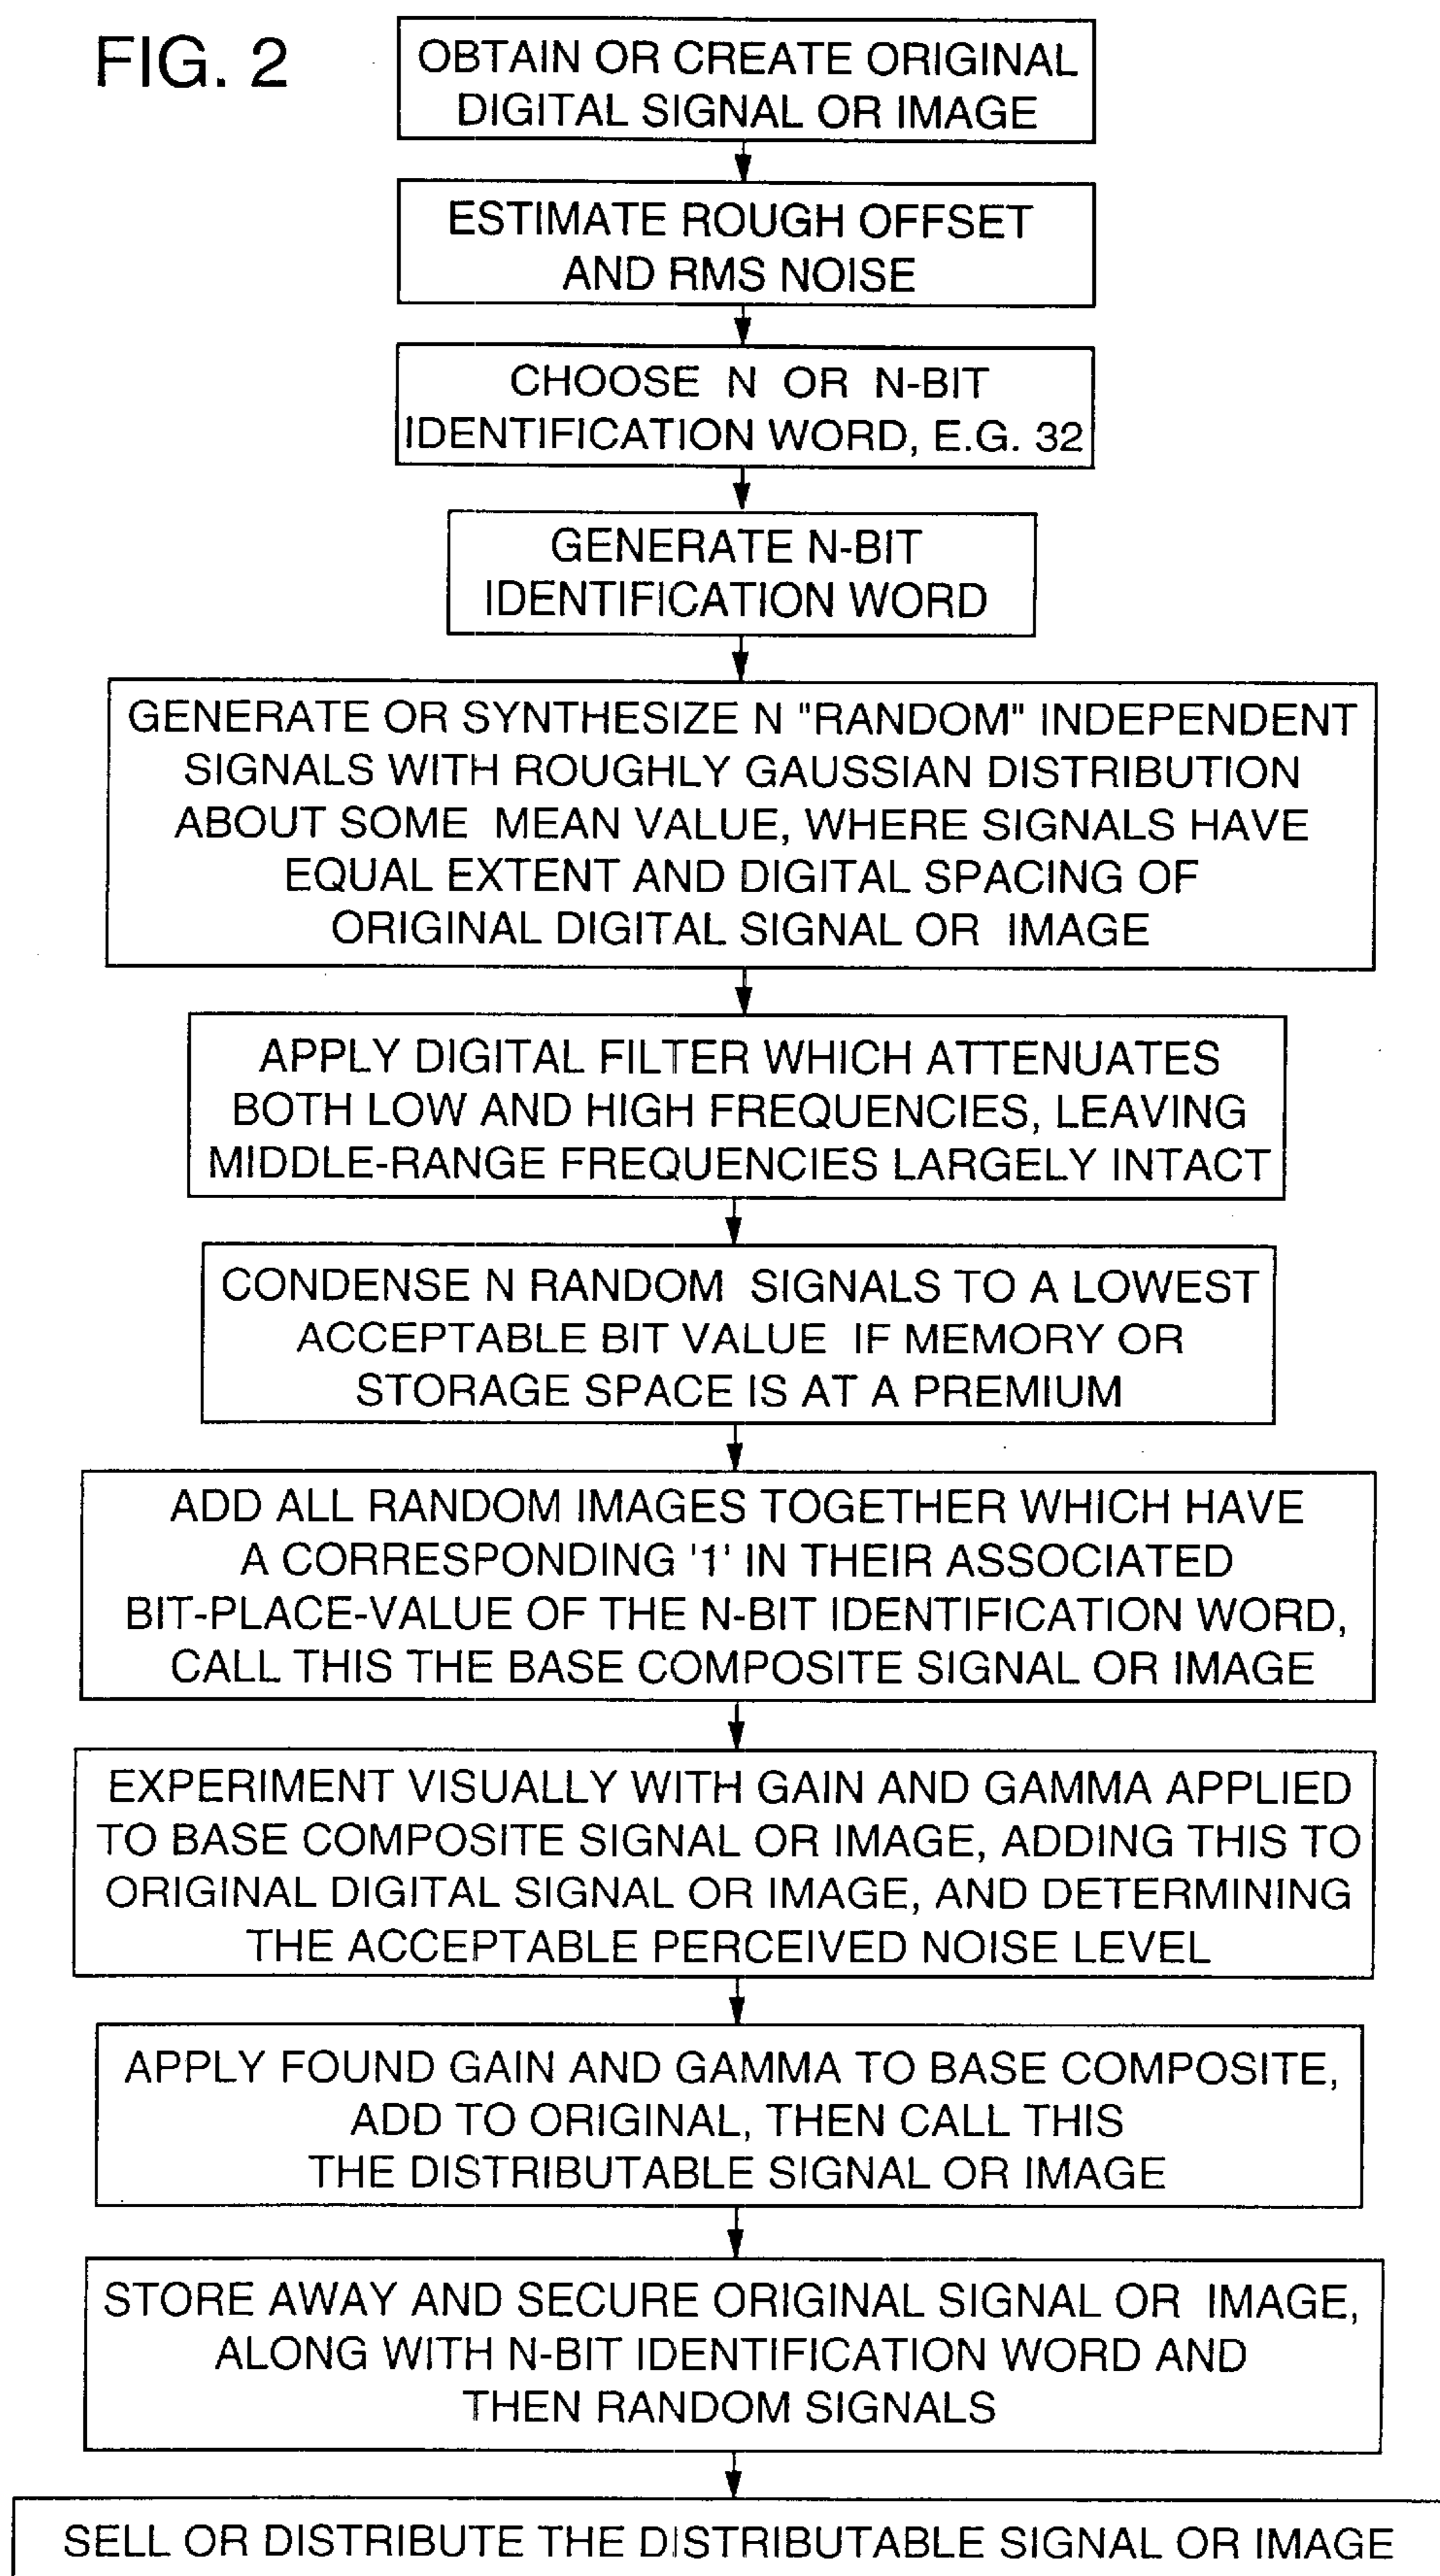 FIG. 2
OBTAIN OR CREATE ORIGINAL
DIGITAL SIGNAL OR IMAGE
ESTIMATE ROUGH OFFSET
AND RMS NOISE
CHOOSE N OR N-BIT
IDENTIFICATION WORD, E.G. 32
GENERATE N-BIT
IDENTIFICATION WORD
GENERATE OR SYNTHESIZE N "RANDOM" INDEPENDENT
SIGNALS WITH ROUGHLY GAUSSIAN DISTRIBUTION
ABOUT SOME MEAN VALUE, WHERE SIGNALS HAVE
EQUAL EXTENT AND DIGITAL SPACING OF
ORIGINAL DIGITAL SIGNAL OR IMAGE
APPLY DIGITAL FILTER WHICH ATTENUATES
BOTH LOW AND HIGH FREQUENCIES, LEAVING
MIDDLE-RANGE FREQUENCIES LARGELY INTACT
CONDENSE N RANDOM SIGNALS TO A LOWEST
ACCEPTABLE BIT VALUE IF MEMORY OR
STORAGE SPACE IS AT A PREMIUM
ADD ALL RANDOM IMAGES TOGETHER WHICH HAVE
A CORRESPONDING '1' IN THEIR ASSOCIATED
BIT-PLACE-VALUE OF THE N-BIT IDENTIFICATION WORD,
CALL THIS THE BASE COMPOSITE SIGNAL OR IMAGE
EXPERIMENT VISUALLY WITH GAIN AND GAMMA APPLIED
TO BASE COMPOSITE SIGNAL OR IMAGE, ADDING THIS TO
ORIGINAL DIGITAL SIGNAL OR IMAGE, AND DETERMINING
THE ACCEPTABLE PERCEIVED NOISE LEVEL
APPLY FOUND GAIN AND GAMMA TO BASE COMPOSITE,
ADD TO ORIGINAL, THEN CALL THIS
THE DISTRIBUTABLE SIGNAL OR IMAGE
STORE AWAY AND SECURE ORIGINAL SIGNAL OR IMAGE,
ALONG WITH N-BIT IDENTIFICATION WORD AND
THEN RANDOM SIGNALS
SELL OR DISTRIBUTE THE DISTRIBUTABLE SIGNAL OR IMAGE